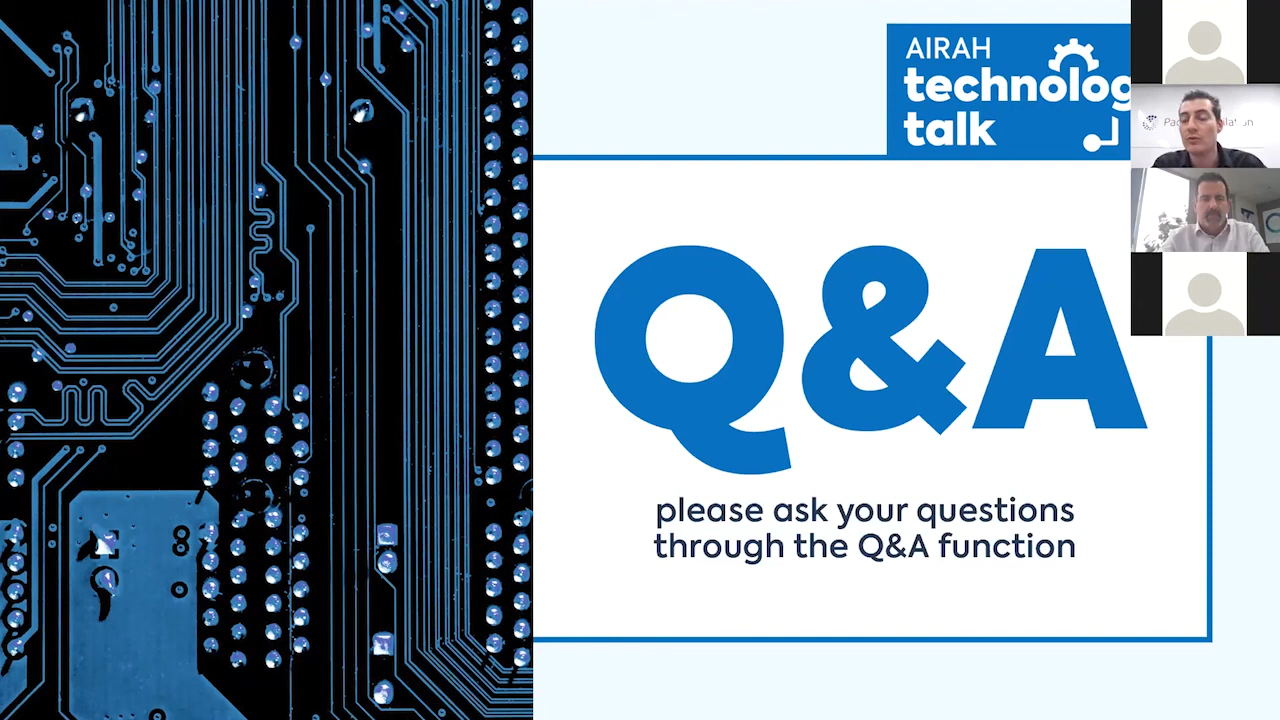 AIRAH
technolog
talk
Q&A
please ask your questions
through the Q&A function